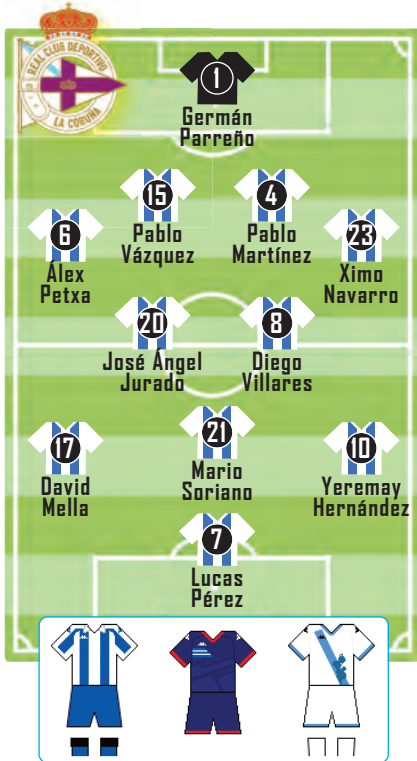 REAL CLUB DEPORTIVO
LA CORUÑA
1
Germán
Parreño
15
Pablo
Vázquez
4
Pablo
Martínez
6
Álex
Petxa
23
Ximo
Navarro
20
José Ángel
Jurado
8
Diego
Villares
17
David
Mella
21
Mario
Soriano
10
Yeremay
Hernández
7
Lucas
Pérez